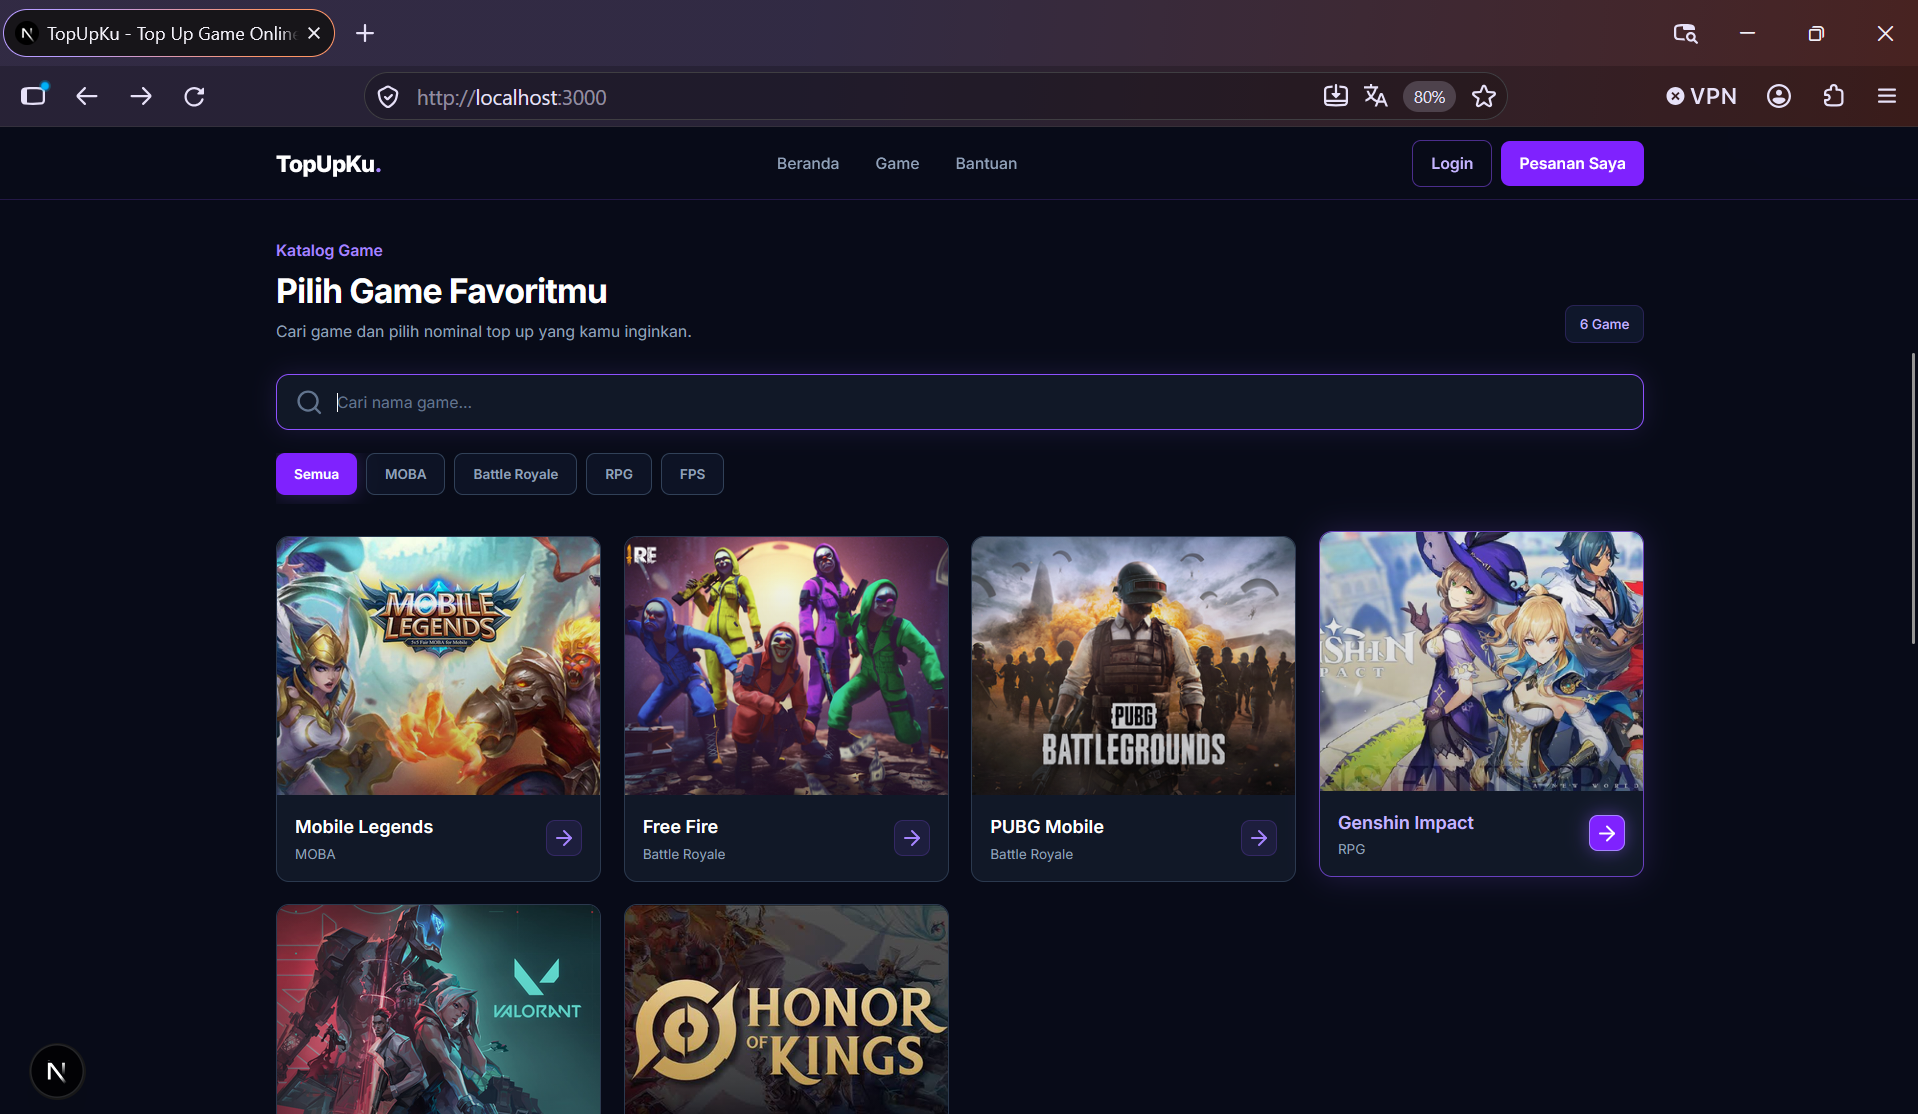 TopUpKu - Top Up Game Online
http://localhost:3000
80%
VPN
TopUpKu.
Beranda
Game
Bantuan
Login
Pesanan Saya
Katalog Game
Pilih Game Favoritmu
Cari game dan pilih nominal top up yang kamu inginkan.
6 Game
Cari nama game...
Semua
MOBA
Battle Royale
RPG
FPS
MOBILE
LEGENDS
RE
PUBG
BATTLEGROUNDS
Mobile Legends
MOBA
Free Fire
Battle Royale
PUBG Mobile
Battle Royale
Genshin Impact
RPG
VALORANT
HONOR
OF KINGS
N